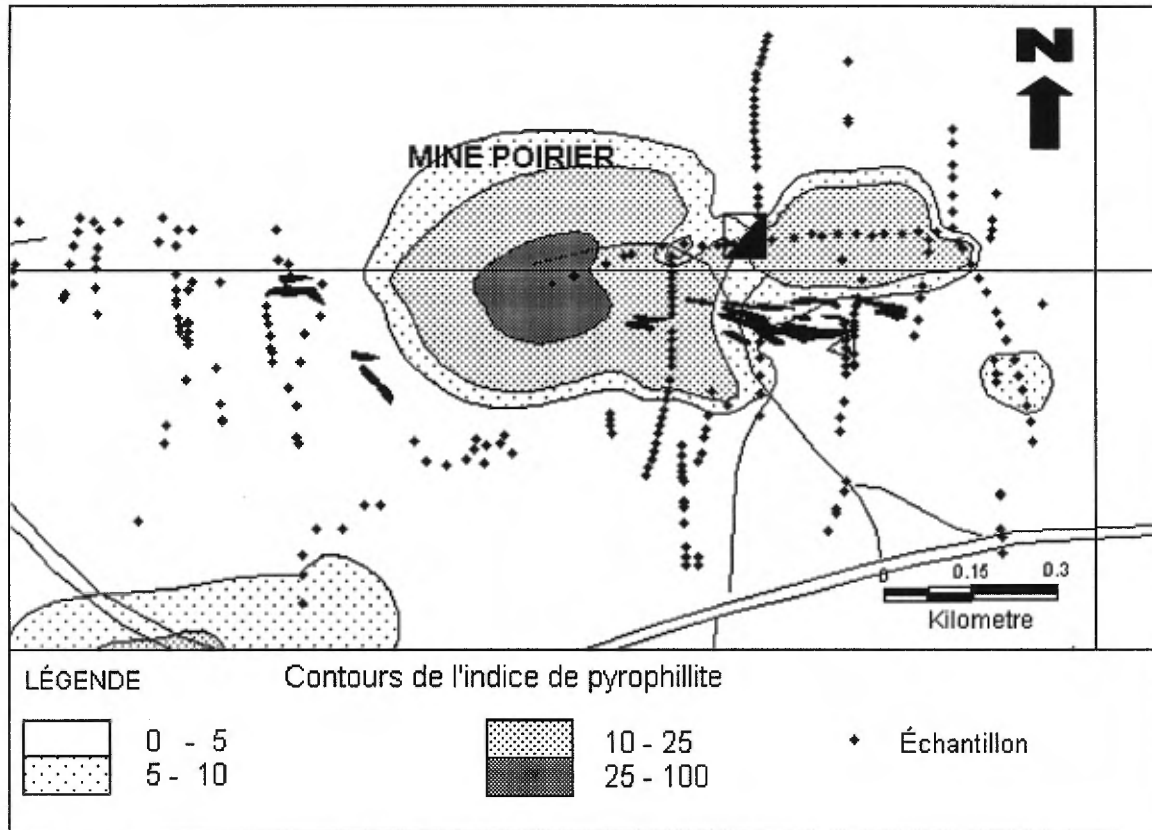 N
MINE POIRIER
0 0.15 0.3
Kilometre
LÉGENDE
Contours de l'indice de pyrophillite
0 - 5
5 - 10
10 - 25
25 - 100
Échantillon